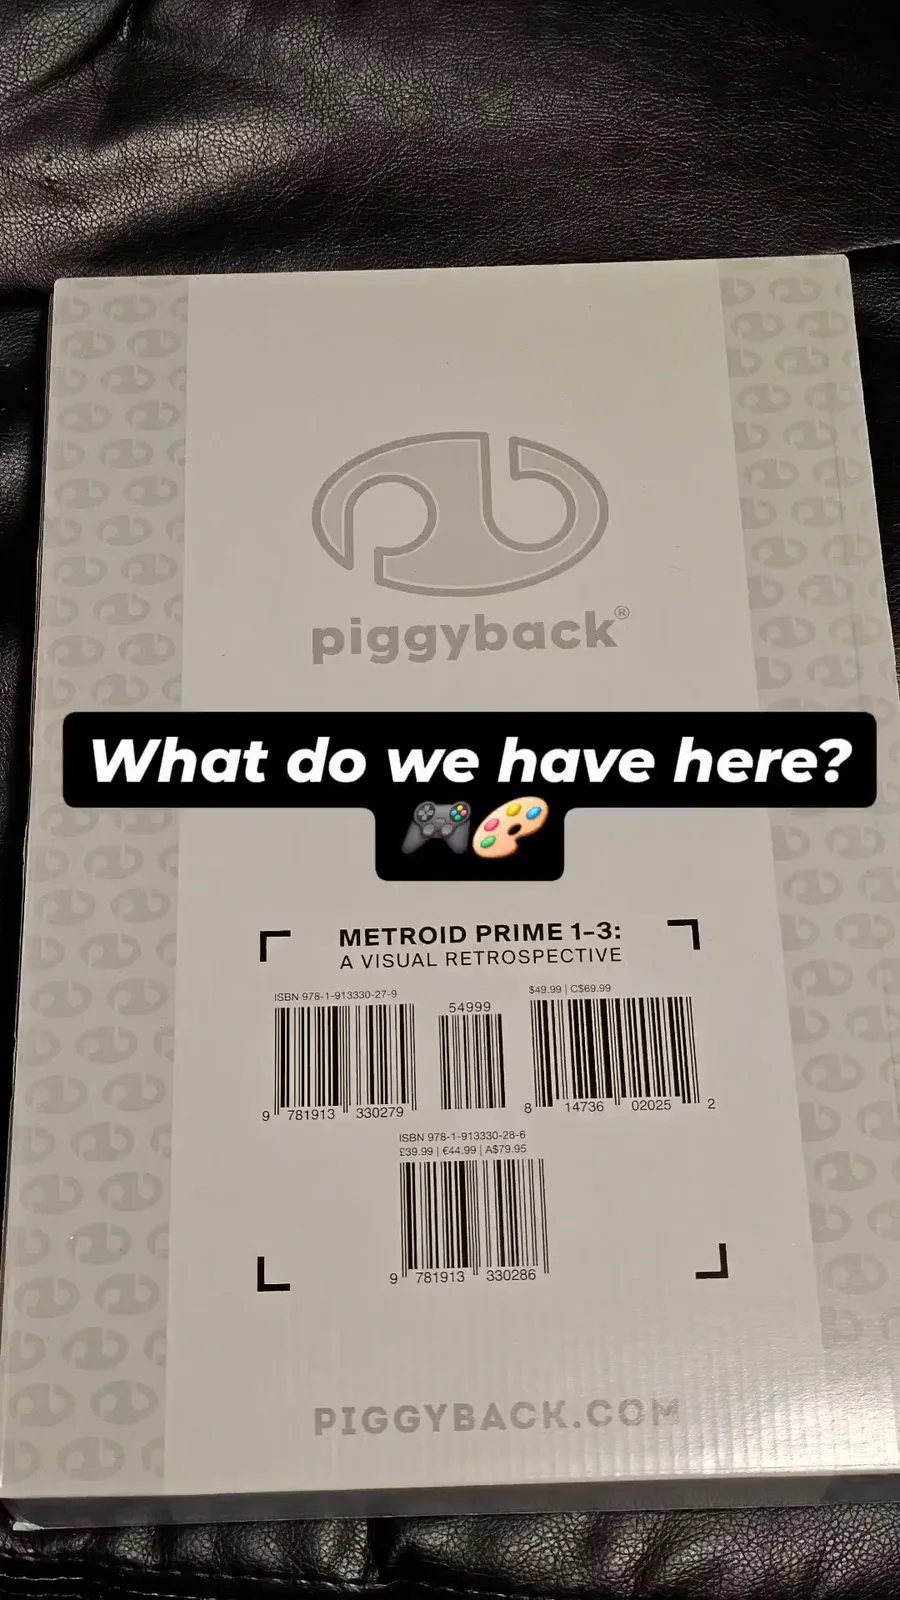 piggyback®
What do we have here?
🎮🎨
METROID PRIME 1–3:
A VISUAL RETROSPECTIVE
ISBN 978-1-913330-27-9
54999
$49.99 | C$69.99
9 781913 330279
8 14736 02025 2
ISBN 978-1-913330-28-6
£39.99 | €44.99 | A$79.95
9 781913 330286
PIGGYBACK.COM